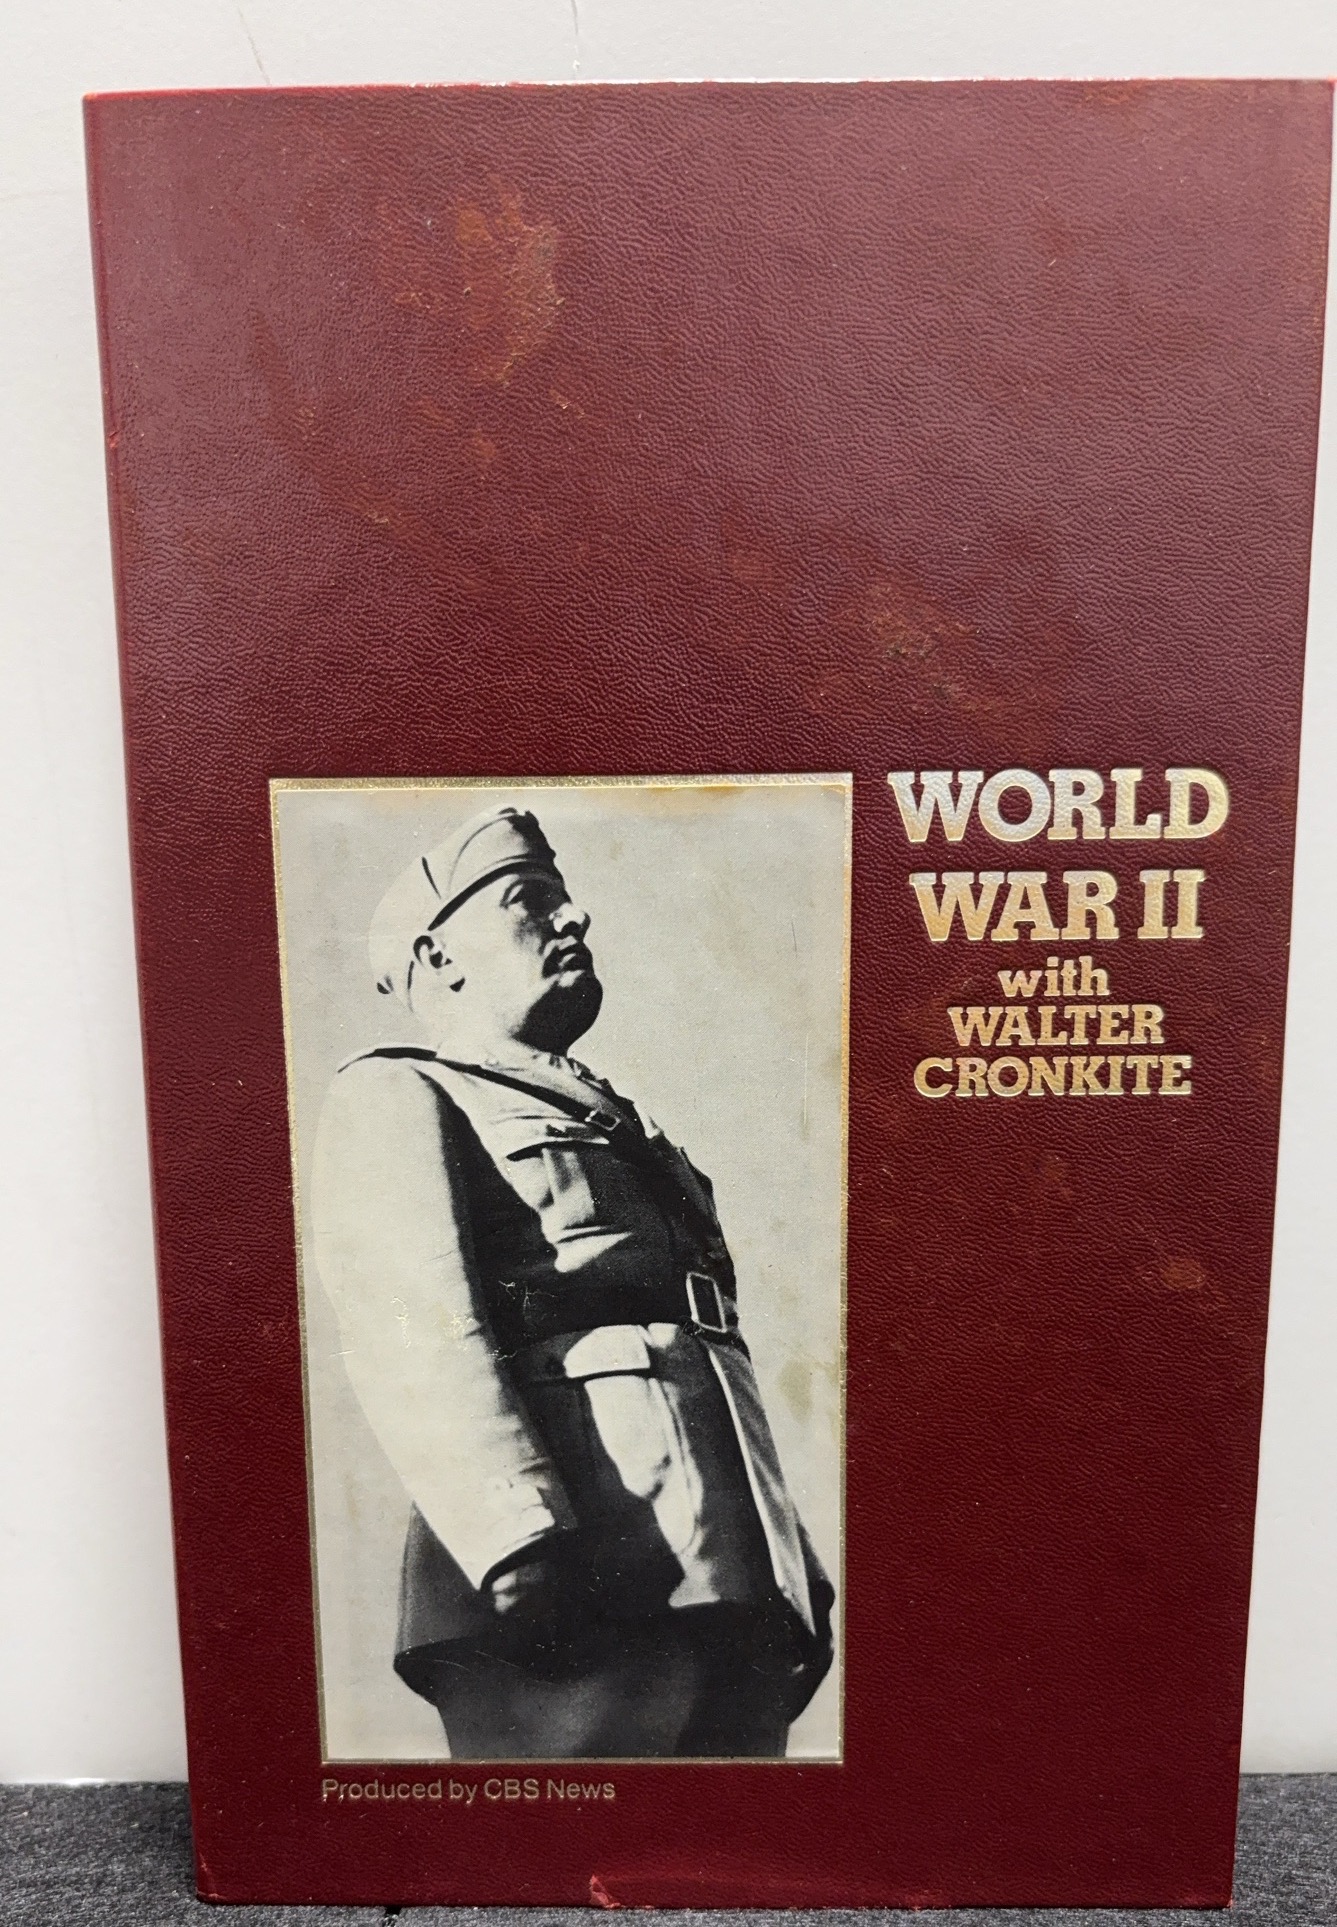 WORLD
WAR II
with
WALTER
CRONKITE
Produced by CBS News